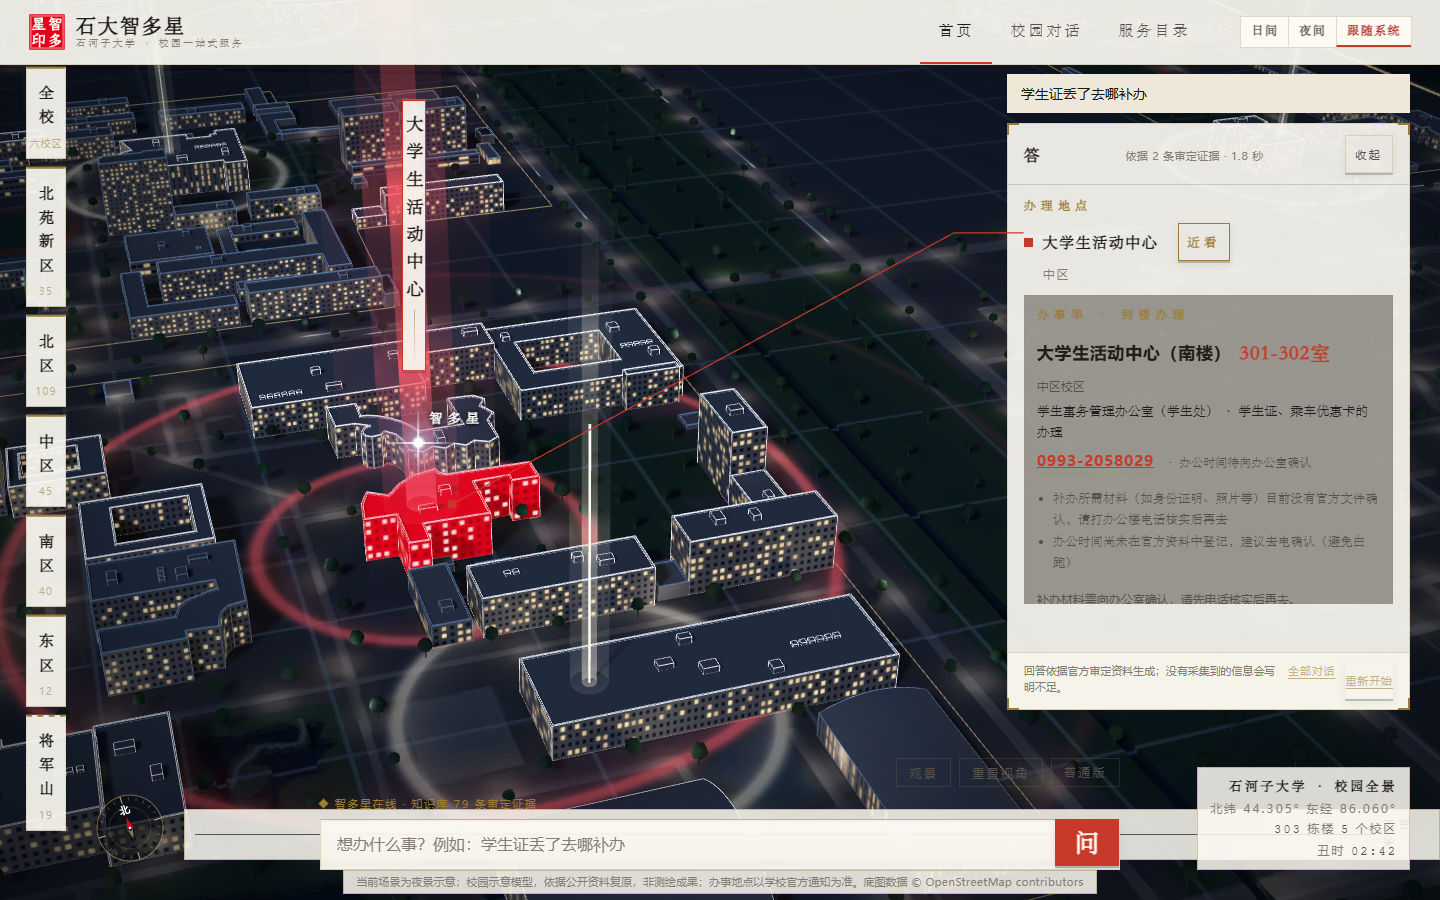 智多星印
石大智多星
石河子大学 · 校园一站式服务
首页
校园对话
服务目录
日间
夜间
跟随系统
全校
六校区
北苑新区
35
北区
109
中区
45
南区
40
东区
12
将军山
19
大学生活动中心
智多星
北
学生证丢了去哪补办
答
依据 2 条审定证据 · 1.8 秒
收起
办理地点
大学生活动中心
近看
中区
办事单 · 到楼办理
大学生活动中心（南楼） 301-302室
中区校区
学生事务管理办公室（学生处） · 学生证、乘车优惠卡的
办理
0993-2058029 · 办公时间待向办公室确认
补办所需材料（如身份证明、照片等）目前没有官方文件确
认，请打办公楼电话核实后再去
办公时间尚未在官方资料中登记，建议去电确认（避免白
跑）
补办材料需向办公室确认，请先电话核实后再去。
回答依据官方审定资料生成；没有采集到的信息会写
明不足。
全部对话
重新开始
观景
重置视角
普通版
智多星在线 · 知识库 79 条审定证据
想办什么事？例如：学生证丢了去哪补办
问
石河子大学 · 校园全景
北纬 44.305° 东经 86.060°
303 栋楼 5 个校区
丑时 02:42
当前场景为夜景示意；校园示意模型，依据公开资料复原，非测绘成果；办事地点以学校官方通知为准。底图数据 © OpenStreetMap contributors